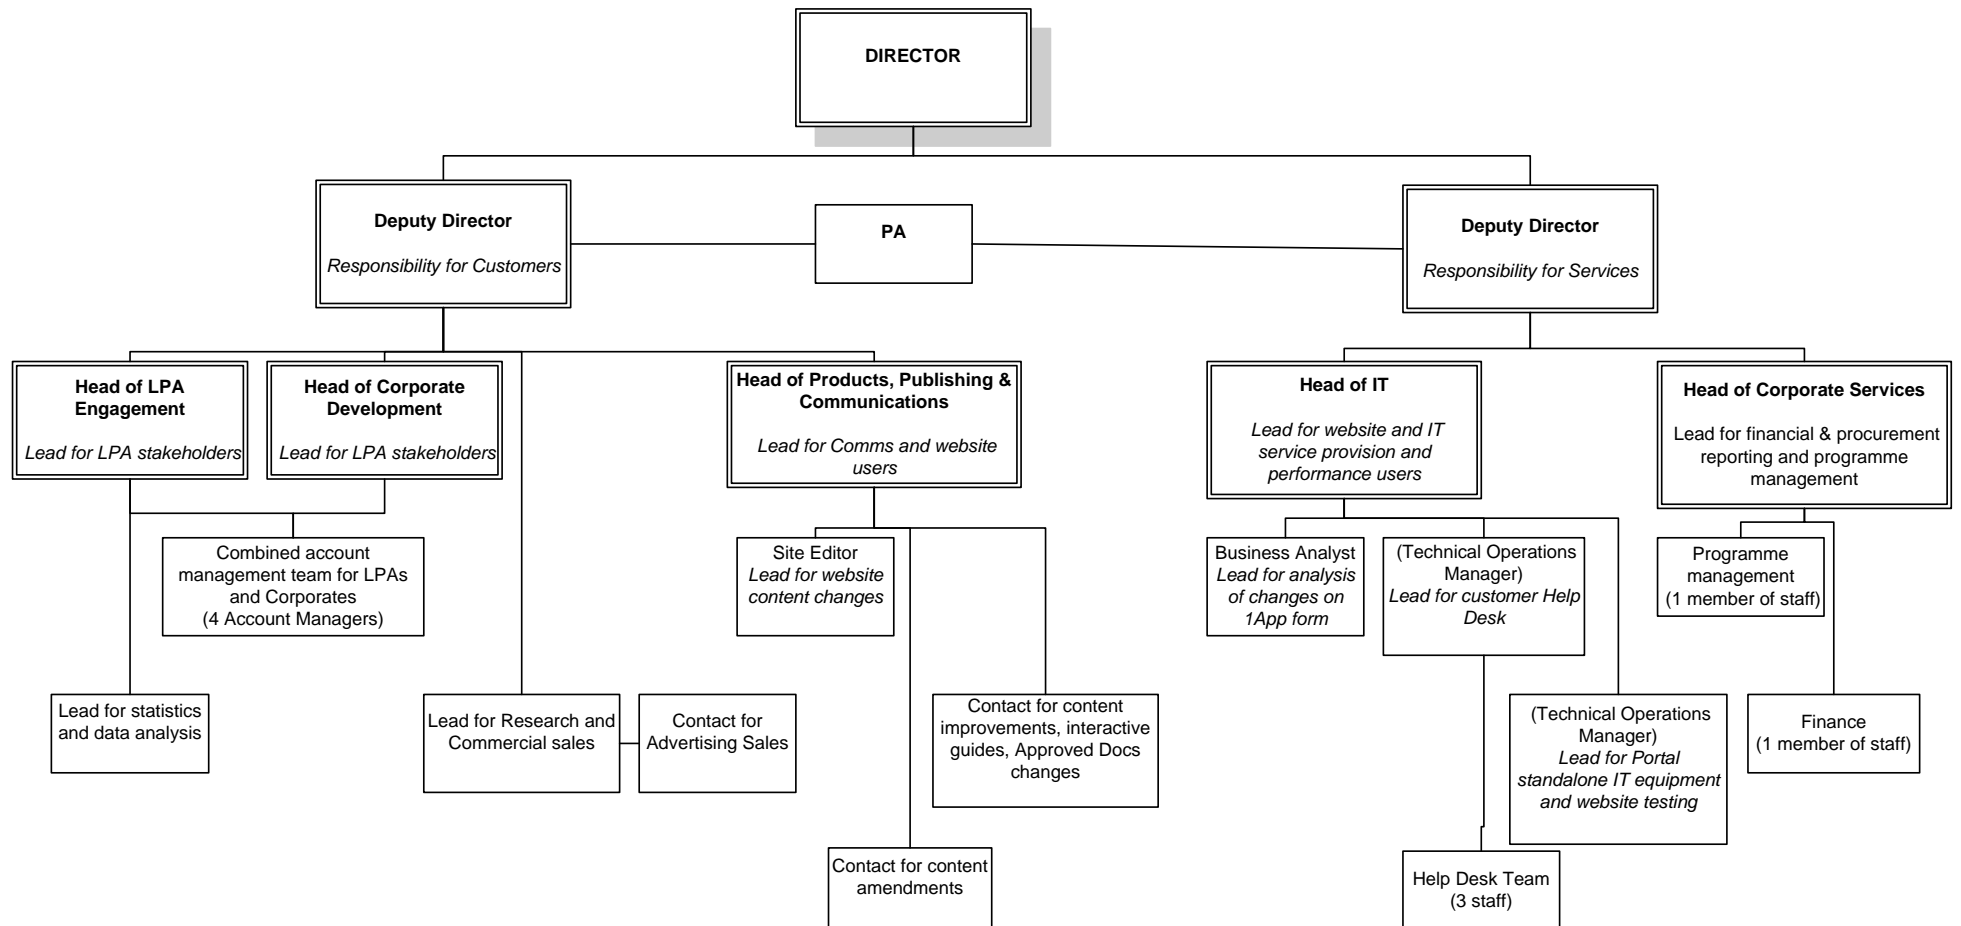 DIRECTOR
Deputy Director
Responsibility for Customers
PA
Deputy Director
Responsibility for Services
Head of LPA
Engagement
Lead for LPA stakeholders
Head of Corporate
Development
Lead for LPA stakeholders
Head of Products, Publishing &
Communications
Lead for Comms and website
users
Head of IT
Lead for website and IT
service provision and
performance users
Head of Corporate Services
Lead for financial & procurement
reporting and programme
management
Combined account
management team for LPAs
and Corporates
(4 Account Managers)
Site Editor
Lead for website
content changes
Business Analyst
Lead for analysis
of changes on
1App form
(Technical Operations
Manager)
Lead for customer Help
Desk
Programme
management
(1 member of staff)
Lead for statistics
and data analysis
Lead for Research and
Commercial sales
Contact for
Advertising Sales
Contact for content
improvements, interactive
guides, Approved Docs
changes
(Technical Operations
Manager)
Lead for Portal
standalone IT equipment
and website testing
Finance
(1 member of staff)
Contact for content
amendments
Help Desk Team
(3 staff)